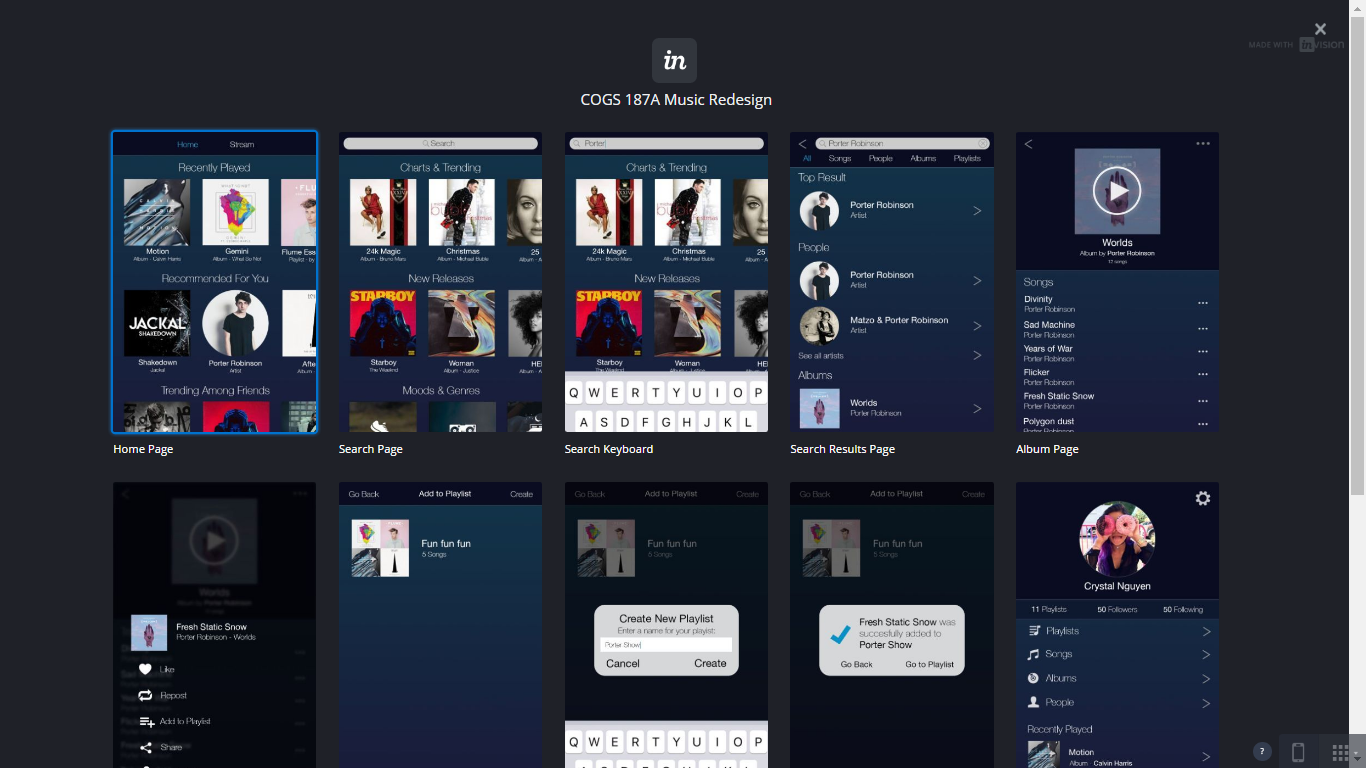 in
COGS 187A Music Redesign
MADE WITH invision
Home Stream
Recently Played
Motion
Album - Calvin Harris
Gemini
Album - What So Not
Flume Ess
Playlist - by
Recommended For You
JACKAL
SHAKEDOWN
Shakedown
Jackal
Porter Robinson
Artist
Afte
Album
Trending Among Friends
Home Page
Search
Charts & Trending
24k Magic
Album - Bruno Mars
Christmas
Album - Michael Buble
25
Album - A
New Releases
STARBOY
Starboy
The Weeknd
Woman
Album - Justice
HE
Album
Moods & Genres
Search Page
Porter
Charts & Trending
24k Magic
Album - Bruno Mars
Christmas
Album - Michael Buble
25
Album - A
New Releases
STARBOY
Starboy
Woman
HE
Q W E R T Y U I O P
A S D F G H J K L
Search Keyboard
Porter Robinson
All Songs People Albums Playlists
Top Result
Porter Robinson
Artist
People
Porter Robinson
Artist
Matzo & Porter Robinson
Artist
See all artists
Albums
Worlds
Porter Robinson
Search Results Page
Worlds
Album by Porter Robinson
12 songs
Songs
Divinity
Porter Robinson
Sad Machine
Porter Robinson
Years of War
Porter Robinson
Flicker
Porter Robinson
Fresh Static Snow
Porter Robinson
Polygon dust
Porter Robinson
Album Page
Worlds
Album by Porter Robinson
Fresh Static Snow
Porter Robinson - Worlds
Like
Repost
Add to Playlist
Share
Go Back Add to Playlist Create
Fun fun fun
5 Songs
Go Back Add to Playlist Create
Fun fun fun
5 Songs
Create New Playlist
Enter a name for your playlist:
Porter Show
Cancel Create
Q W E R T Y U I O P
Go Back Add to Playlist Create
Fun fun fun
5 Songs
Fresh Static Snow was
succesfully added to
Porter Show
Go Back Go to Playlist
Crystal Nguyen
11 Playlists 50 Followers 50 Following
Playlists
Songs
Albums
People
Recently Played
Motion
Album - Calvin Harris
?